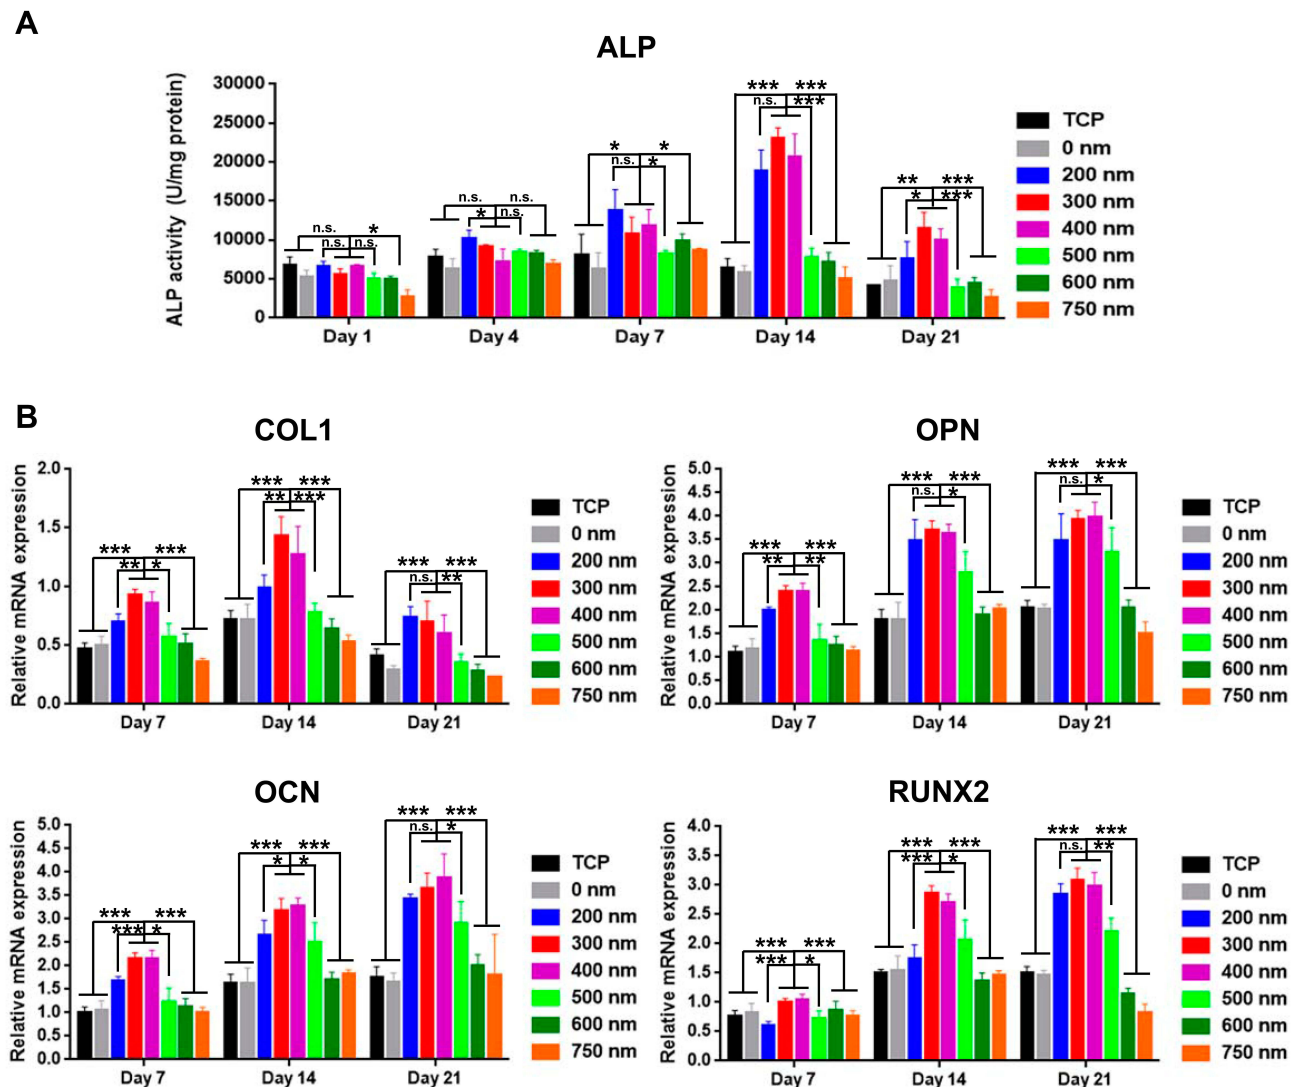 A
ALP
ALP activity (U/mg protein)
30000
25000
20000
15000
10000
5000
0
n.s. *
n.s. n.s.
n.s. n.s.
* n.s.
* *
n.s. *
*** ***
n.s. ***
** ***
* ***
Day 1 Day 4 Day 7 Day 14 Day 21
TCP
0 nm
200 nm
300 nm
400 nm
500 nm
600 nm
750 nm
B
COL1
Relative mRNA expression
2.0
1.5
1.0
0.5
0.0
*** ***
** *
*** ***
** ***
*** ***
n.s. **
Day 7 Day 14 Day 21
TCP
0 nm
200 nm
300 nm
400 nm
500 nm
600 nm
750 nm
OPN
Relative mRNA expression
5.0
4.5
4.0
3.5
3.0
2.5
2.0
1.5
1.0
0.5
0.0
*** ***
** **
*** ***
n.s. *
*** ***
n.s. *
Day 7 Day 14 Day 21
TCP
0 nm
200 nm
300 nm
400 nm
500 nm
600 nm
750 nm
OCN
Relative mRNA expression
5.0
4.5
4.0
3.5
3.0
2.5
2.0
1.5
1.0
0.5
0.0
*** ***
*** *
*** ***
* *
*** ***
n.s. *
Day 7 Day 14 Day 21
TCP
0 nm
200 nm
300 nm
400 nm
500 nm
600 nm
750 nm
RUNX2
Relative mRNA expression
4.0
3.5
3.0
2.5
2.0
1.5
1.0
0.5
0.0
*** ***
*** *
*** ***
*** *
*** ***
n.s. **
Day 7 Day 14 Day 21
TCP
0 nm
200 nm
300 nm
400 nm
500 nm
600 nm
750 nm